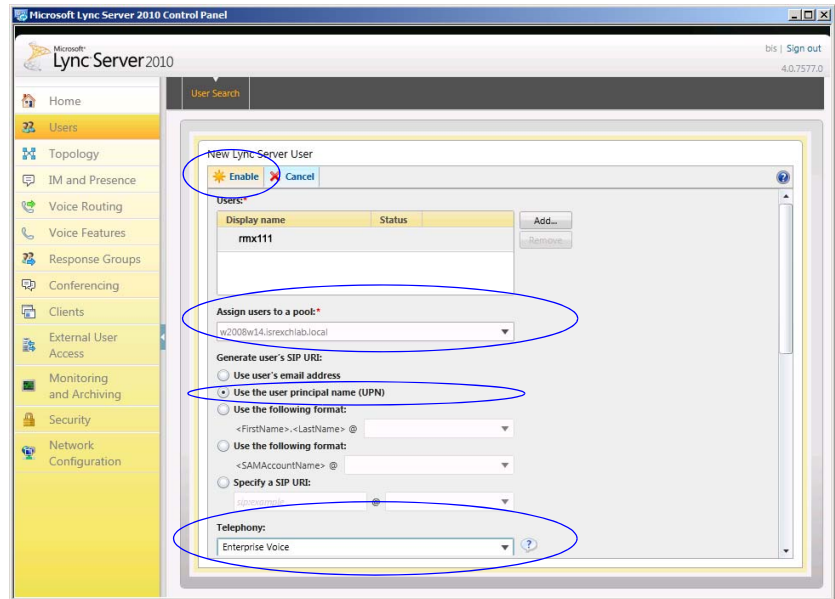 Microsoft Lync Server 2010 Control Panel
Microsoft
Lync Server 2010
bis | Sign out
4.0.7577.0
Home
Users
Topology
IM and Presence
Voice Routing
Voice Features
Response Groups
Conferencing
Clients
External User
Access
Monitoring
and Archiving
Security
Network
Configuration
User Search
New Lync Server User
Enable
Cancel
Users:*
Display name Status
rmx111
Add...
Remove
Assign users to a pool:*
w2008w14.isrexchlab.local
Generate user's SIP URI:
Use user's email address
Use the user principal name (UPN)
Use the following format:
<FirstName>.<LastName> @
Use the following format:
<SAMAccountName> @
Specify a SIP URI:
@
Telephony:
Enterprise Voice